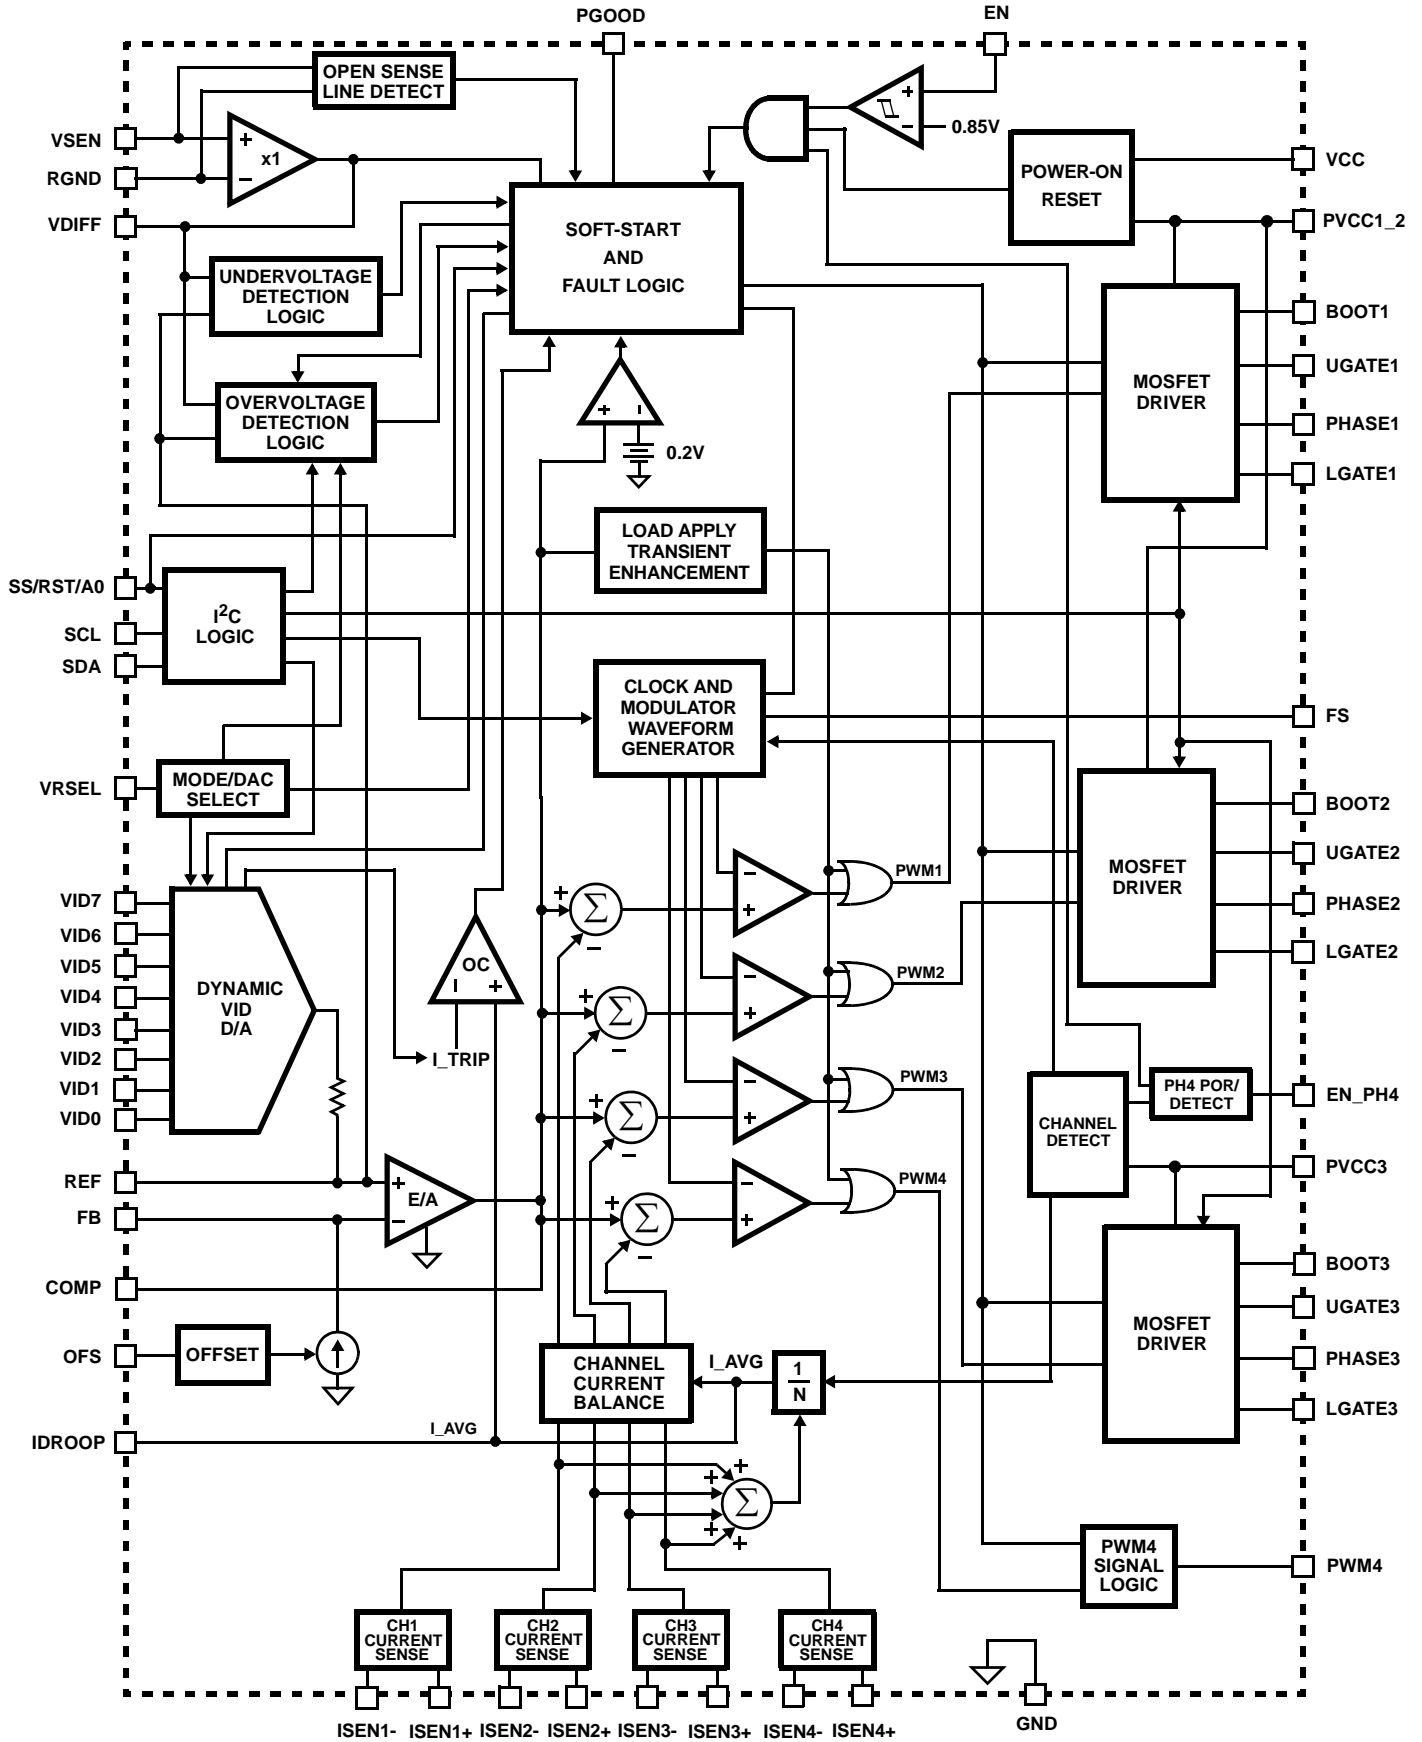 PGOOD
EN
OPEN SENSE
LINE DETECT
+
−
0.85V
VSEN
RGND
VDIFF
+
−
x1
POWER-ON
RESET
VCC
PVCC1_2
SOFT-START
AND
FAULT LOGIC
UNDERVOLTAGE
DETECTION
LOGIC
OVERVOLTAGE
DETECTION
LOGIC
+
−
0.2V
MOSFET
DRIVER
BOOT1
UGATE1
PHASE1
LGATE1
LOAD APPLY
TRANSIENT
ENHANCEMENT
SS/RST/A0
SCL
SDA
I2C
LOGIC
CLOCK AND
MODULATOR
WAVEFORM
GENERATOR
FS
VRSEL
MODE/DAC
SELECT
MOSFET
DRIVER
BOOT2
UGATE2
PHASE2
LGATE2
VID7
VID6
VID5
VID4
VID3
VID2
VID1
VID0
DYNAMIC
VID
D/A
OC
−
+
I_TRIP
+
Σ
−
−
+
PWM1
+
Σ
−
−
+
PWM2
+
Σ
−
−
+
PWM3
+
Σ
−
−
+
PWM4
CHANNEL
DETECT
PH4 POR/
DETECT
EN_PH4
PVCC3
REF
FB
COMP
+
−
E/A
OFS
OFFSET
MOSFET
DRIVER
BOOT3
UGATE3
PHASE3
LGATE3
CHANNEL
CURRENT
BALANCE
I_AVG
1
N
IDROOP
I_AVG
+
+
Σ
+
+
PWM4
SIGNAL
LOGIC
PWM4
CH1
CURRENT
SENSE
CH2
CURRENT
SENSE
CH3
CURRENT
SENSE
CH4
CURRENT
SENSE
ISEN1-
ISEN1+
ISEN2-
ISEN2+
ISEN3-
ISEN3+
ISEN4-
ISEN4+
GND